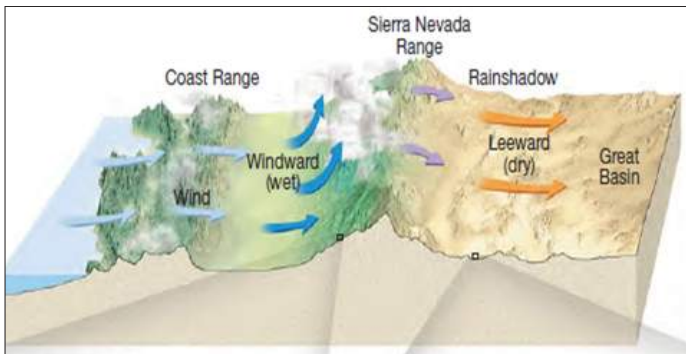 Sierra Nevada
Range
Coast Range
Rainshadow
Windward
(wet)
Leeward
(dry)
Great
Basin
Wind